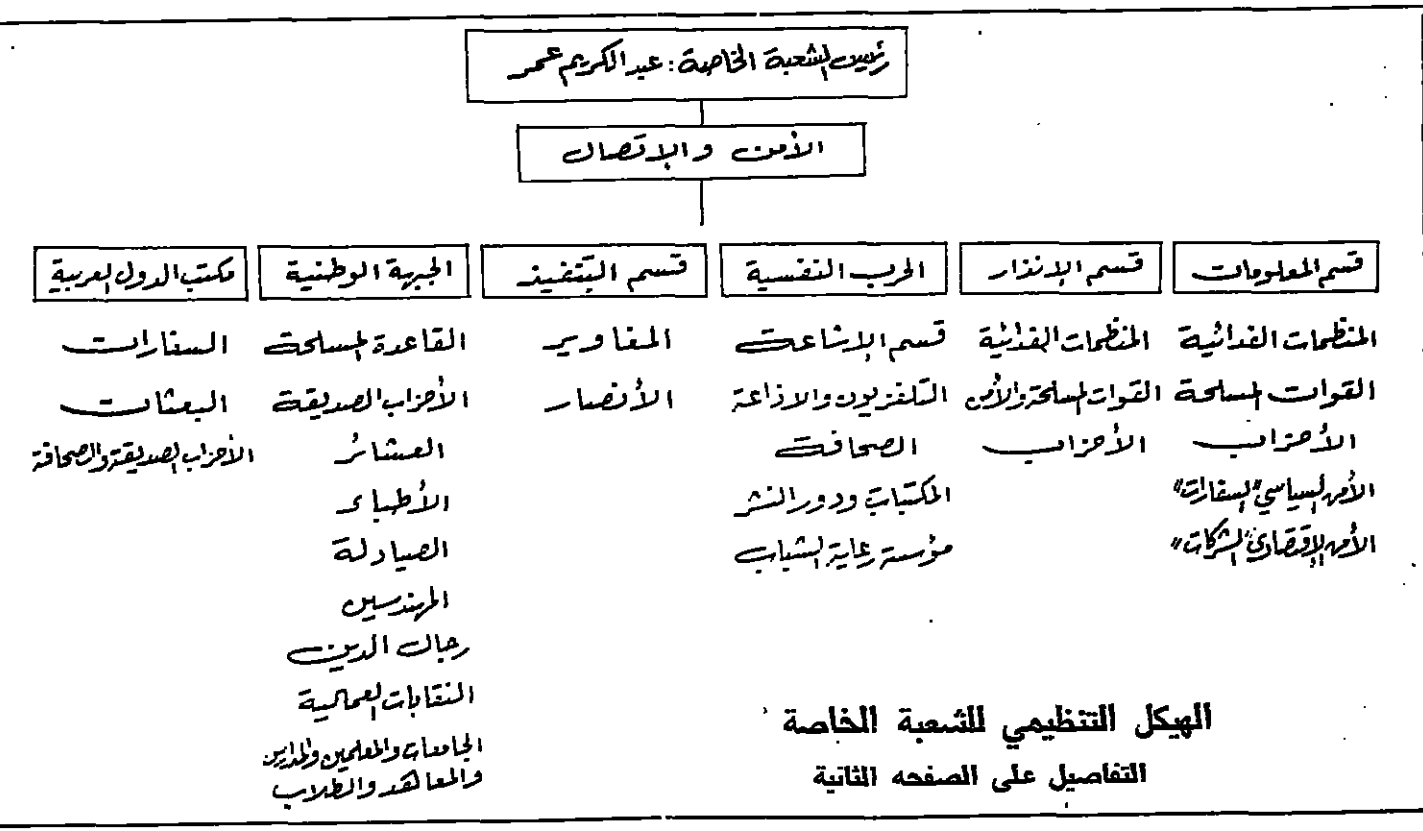 رئيس الشعبة الخاصة: عبد الكريم عمر
الأمن والإتصال
قسم المعلومات
المنظمات الفدائية
القوات المسلحة
الأحزاب
الأمن السياسي "السفارات"
الأمن الإقتصادي "الشركات"
قسم الإنذار
المنظمات الفدائية
القوات المسلحة والأمن
الأحزاب
الحرب النفسية
قسم الإشاعة
التلفزيون والاذاعة
الصحافة
المكتبات ودور النشر
مؤسسة رعاية الشباب
قسم التنفيذ
المغاوير
الأنصار
الجبهة الوطنية
القاعدة المسلحة
الأحزاب الصديقة
العشائر
الأطباء
الصيادلة
المهندسين
رجال الدين
النقابات العمالية
الجامعات والمعلمين والمدارس
والمعاهد والطلاب
مكتب الدول العربية
السفارات
البعثات
الأحزاب الصديقة والصحافة
الهيكل التنظيمي للشعبة الخاصة
التفاصيل على الصفحه الثانية